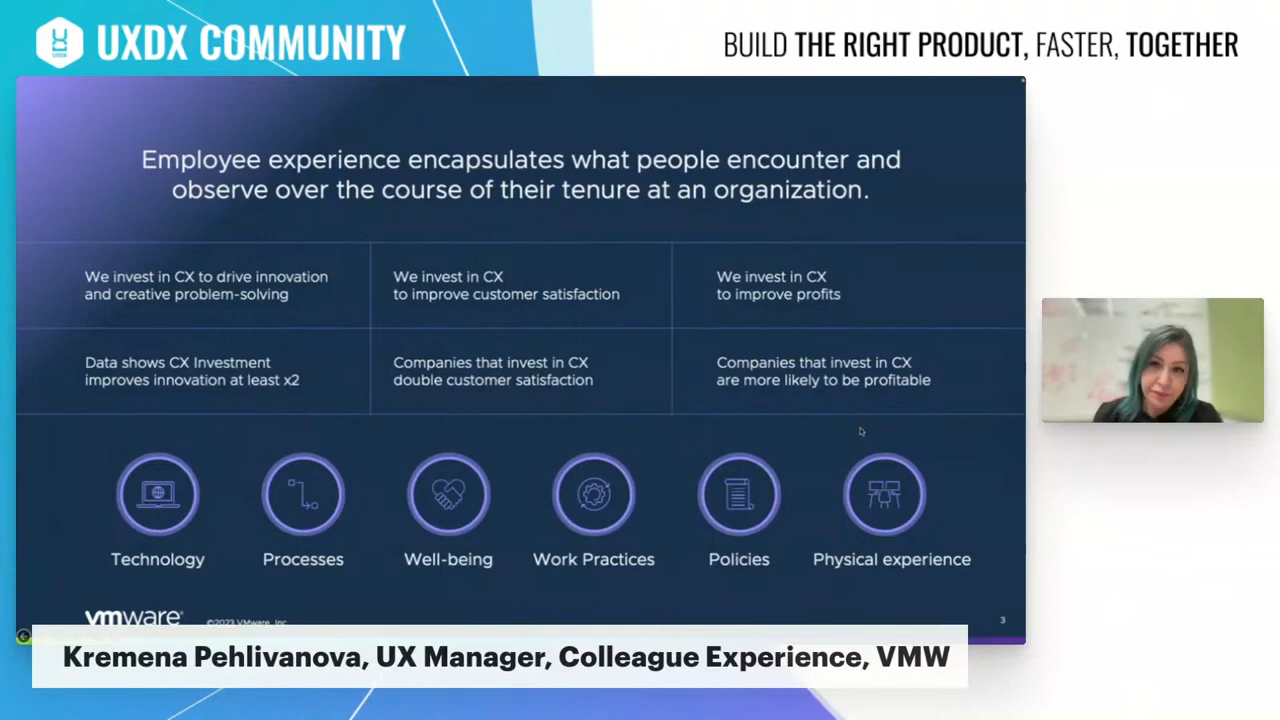 UXDX COMMUNITY
BUILD THE RIGHT PRODUCT, FASTER, TOGETHER
Employee experience encapsulates what people encounter and
observe over the course of their tenure at an organization.
We invest in CX to drive innovation
and creative problem-solving
We invest in CX
to improve customer satisfaction
We invest in CX
to improve profits
Data shows CX Investment
improves innovation at least x2
Companies that invest in CX
double customer satisfaction
Companies that invest in CX
are more likely to be profitable
Technology
Processes
Well-being
Work Practices
Policies
Physical experience
vmware®
©2023 VMware, Inc.
3
Kremena Pehlivanova, UX Manager, Colleague Experience, VMW